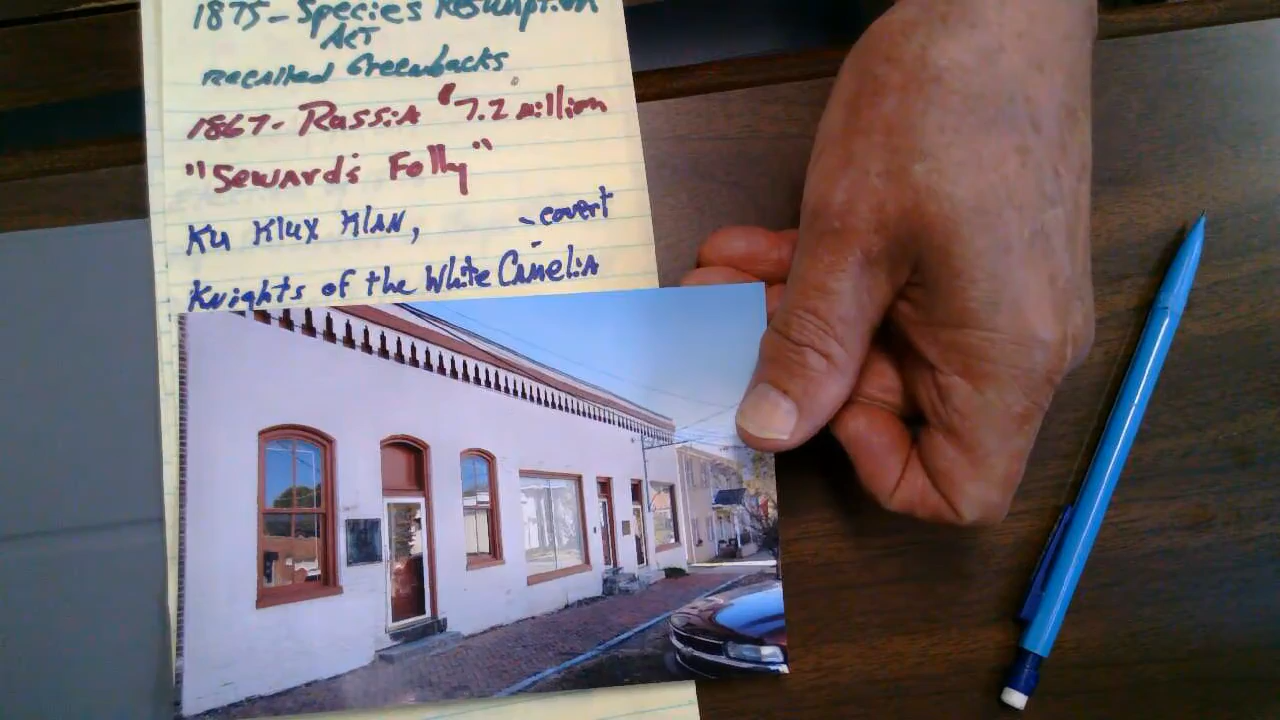 1875- Species Resumption
Act
recalled Greenbacks
1867- Russia 7.2 million
"Seward's Folly"
Ku Klux Klan, - covert
Knights of the White Camelia